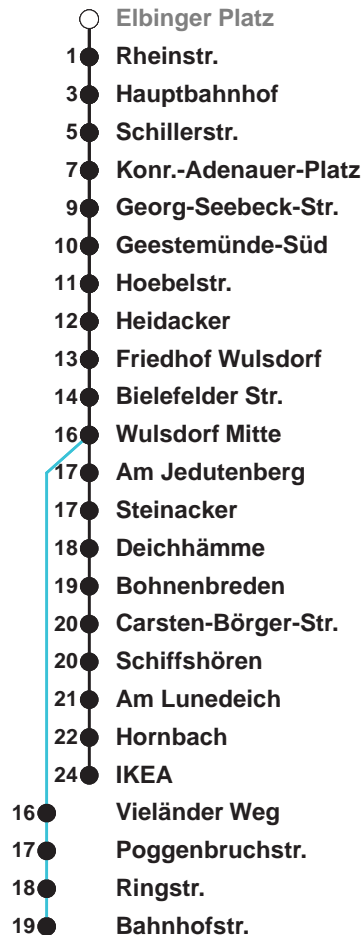 Elbinger Platz
1 Rheinstr.
3 Hauptbahnhof
5 Schillerstr.
7 Konr.-Adenauer-Platz
9 Georg-Seebeck-Str.
10 Geestemünde-Süd
11 Hoebelstr.
12 Heidacker
13 Friedhof Wulsdorf
14 Bielefelder Str.
16 Wulsdorf Mitte
17 Am Jedutenberg
17 Steinacker
18 Deichhämme
19 Bohnenbreden
20 Carsten-Börger-Str.
20 Schiffshören
21 Am Lunedeich
22 Hornbach
24 IKEA
16 Vieländer Weg
17 Poggenbruchstr.
18 Ringstr.
19 Bahnhofstr.